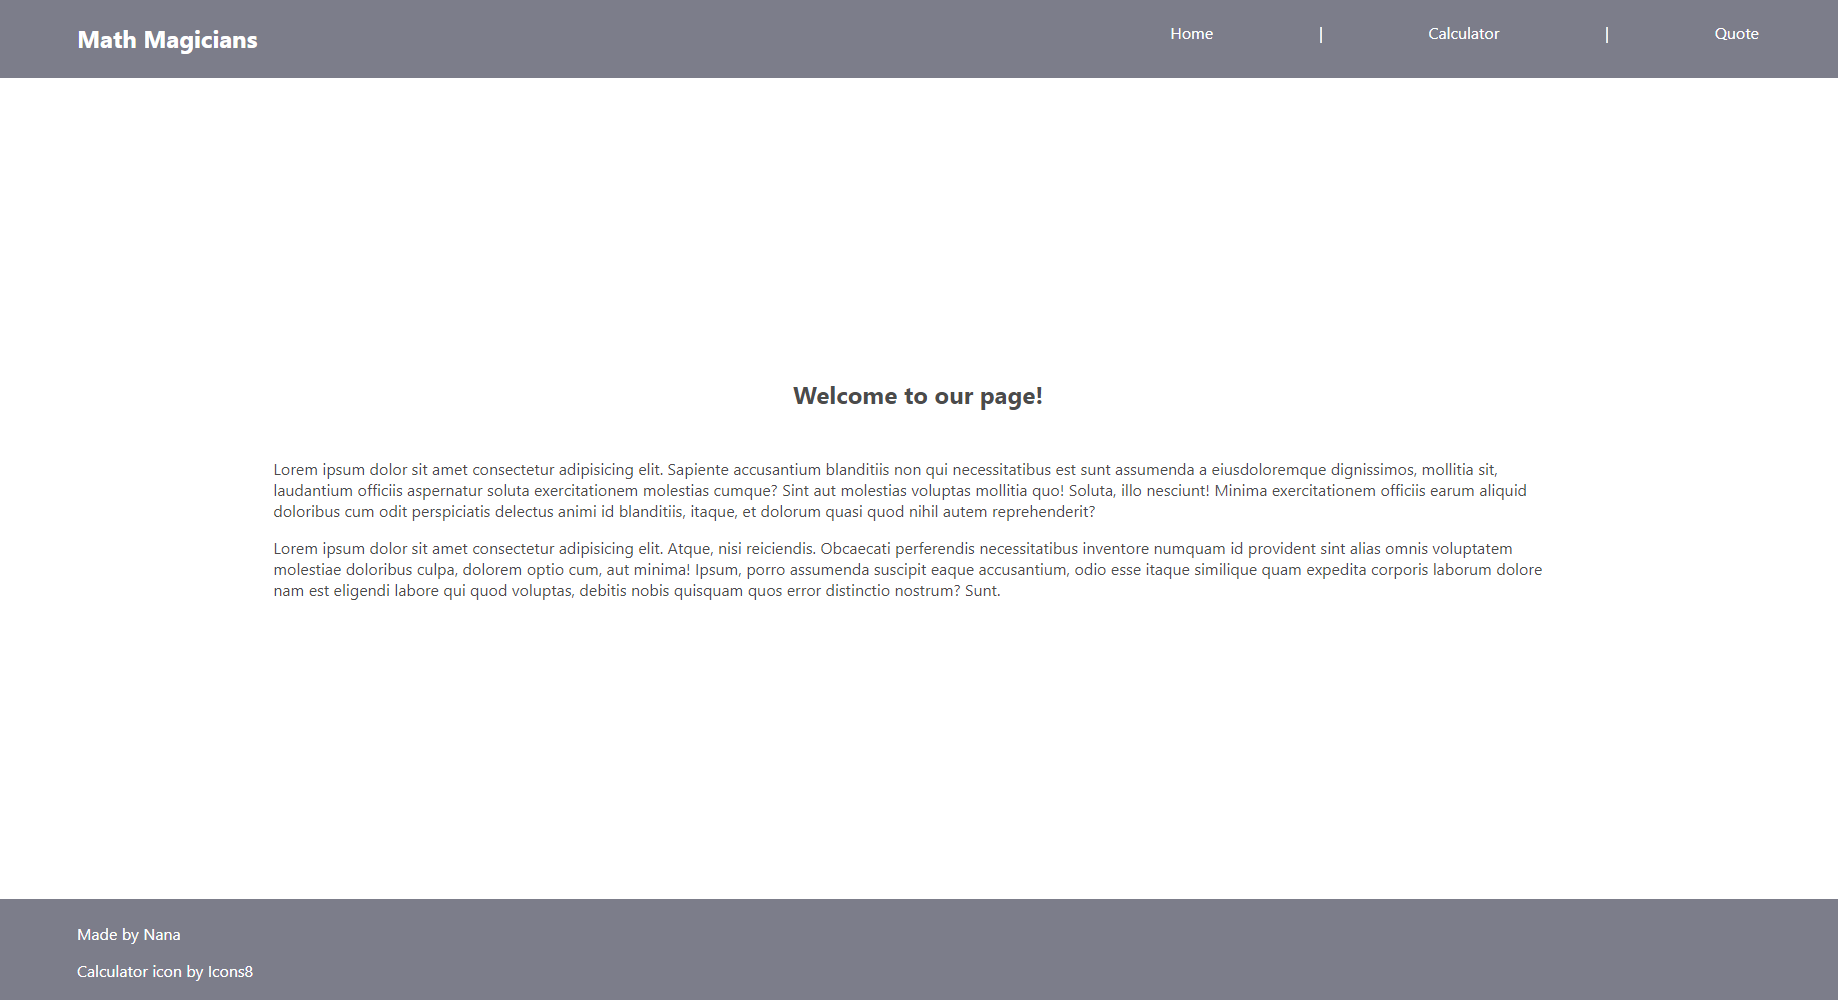 Math Magicians
Home | Calculator | Quote
Welcome to our page!
Lorem ipsum dolor sit amet consectetur adipisicing elit. Sapiente accusantium blanditiis non qui necessitatibus est sunt assumenda a eiusdoloremque dignissimos, mollitia sit,
laudantium officiis aspernatur soluta exercitationem molestias cumque? Sint aut molestias voluptas mollitia quo! Soluta, illo nesciunt! Minima exercitationem officiis earum aliquid
doloribus cum odit perspiciatis delectus animi id blanditiis, itaque, et dolorum quasi quod nihil autem reprehenderit?
Lorem ipsum dolor sit amet consectetur adipisicing elit. Atque, nisi reiciendis. Obcaecati perferendis necessitatibus inventore numquam id provident sint alias omnis voluptatem
molestiae doloribus culpa, dolorem optio cum, aut minima! Ipsum, porro assumenda suscipit eaque accusantium, odio esse itaque similique quam expedita corporis laborum dolore
nam est eligendi labore qui quod voluptas, debitis nobis quisquam quos error distinctio nostrum? Sunt.
Made by Nana
Calculator icon by Icons8